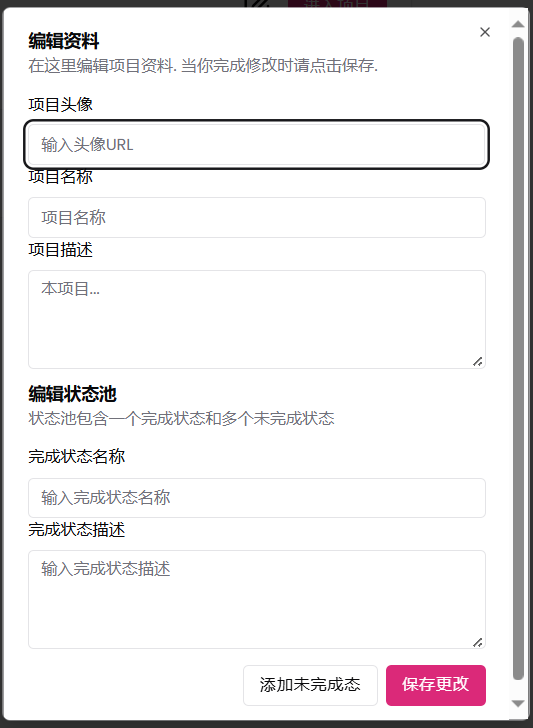 进入项目
编辑资料
在这里编辑项目资料. 当你完成修改时请点击保存.
项目头像
输入头像URL
项目名称
项目名称
项目描述
本项目...
编辑状态池
状态池包含一个完成状态和多个未完成状态
完成状态名称
输入完成状态名称
完成状态描述
输入完成状态描述
添加未完成态
保存更改